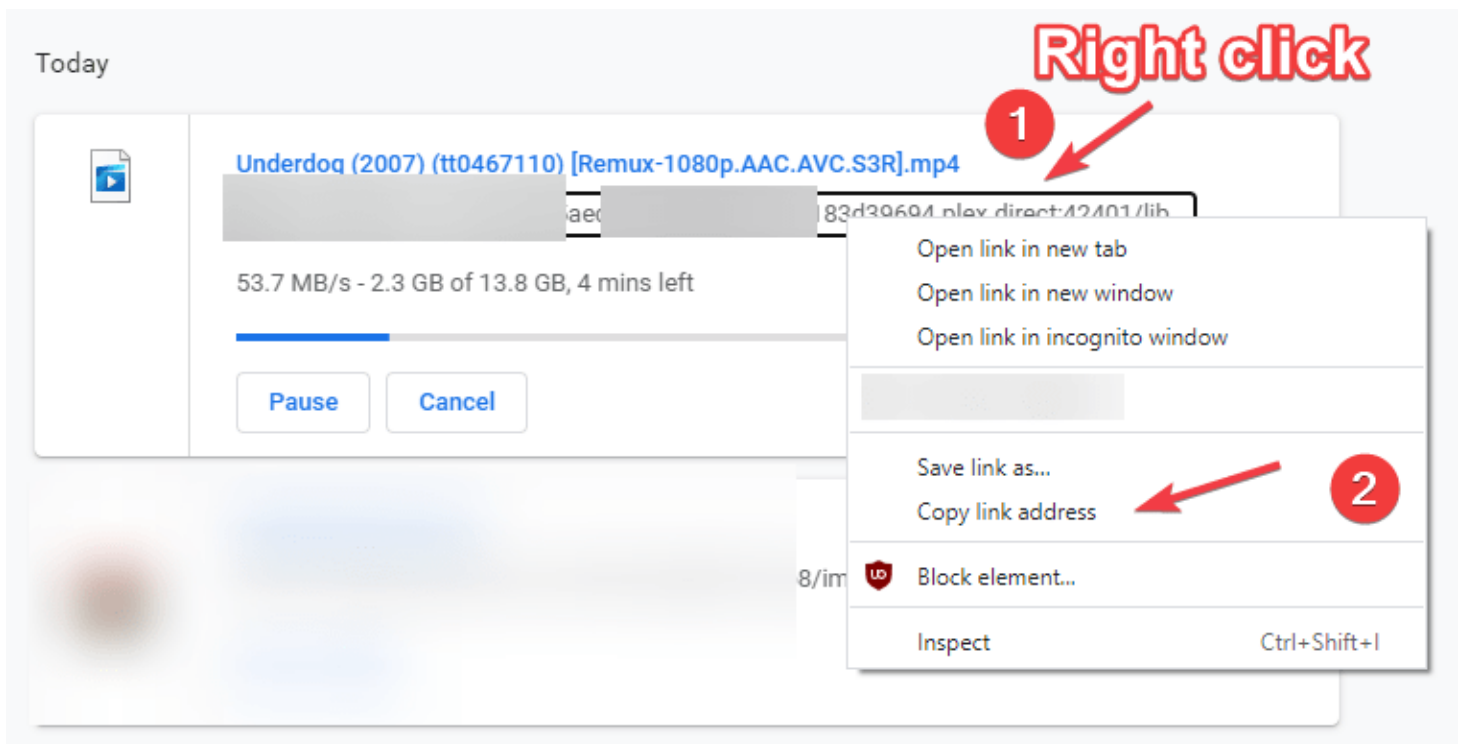 Right click
Today
1
Underdog (2007) (tt0467110) [Remux-1080p.AAC.AVC.S3R].mp4
183d39694.plex.direct:42401/lib
Open link in new tab
53.7 MB/s - 2.3 GB of 13.8 GB, 4 mins left
Open link in new window
Open link in incognito window
Pause
Cancel
Save link as...
2
Copy link address
8/im
Block element...
Inspect
Ctrl+Shift+I